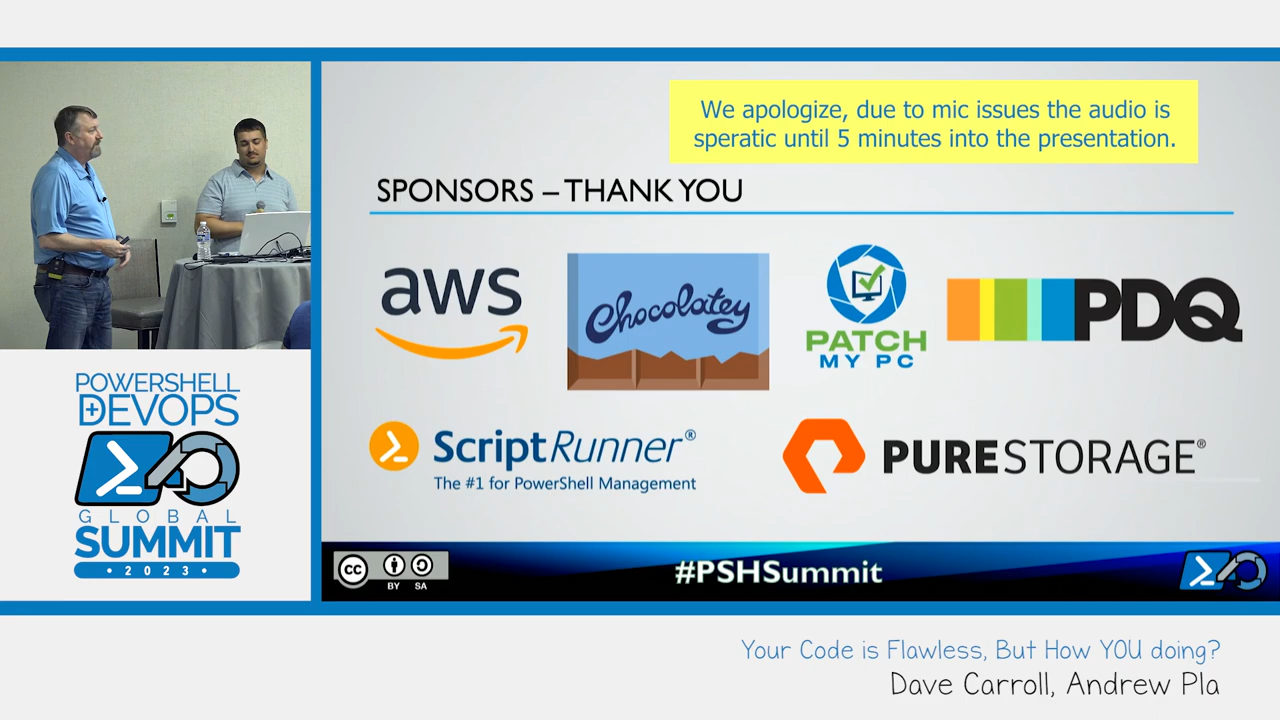 We apologize, due to mic issues the audio is
speratic until 5 minutes into the presentation.
SPONSORS – THANK YOU
aws
Chocolatey
PATCH
MY PC
PDQ
ScriptRunner®
The #1 for PowerShell Management
PURESTORAGE®
cc
BY SA
#PSHSummit
POWERSHELL
+DEVOPS
GLOBAL
SUMMIT
• 2023 •
Your Code is Flawless, But How YOU doing?
Dave Carroll, Andrew Pla